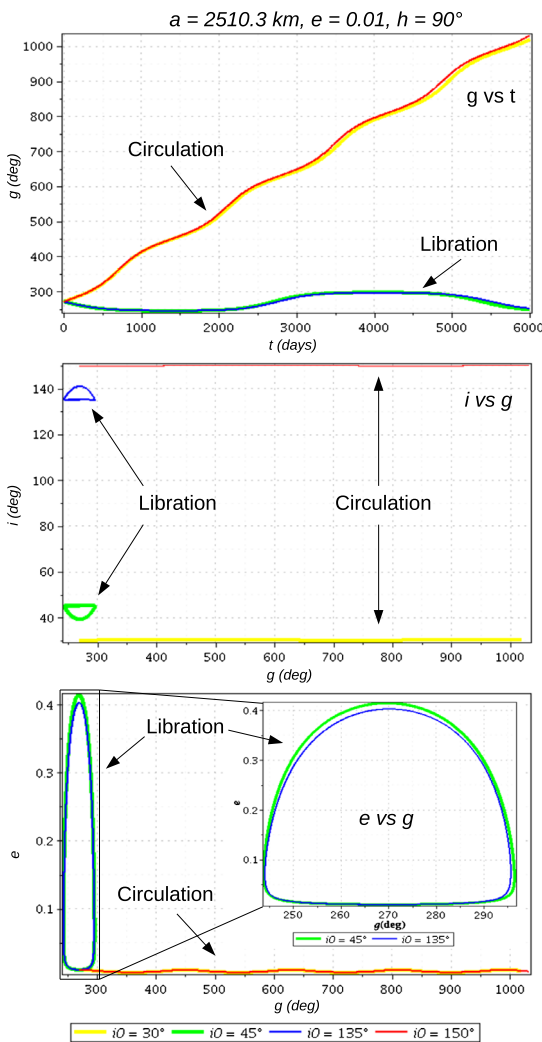 a = 2510.3 km, e = 0.01, h = 90°
1000
900
800
700
600
500
400
300
g (deg)
g vs t
Circulation
Libration
0 1000 2000 3000 4000 5000 6000
t (days)
140
120
100
80
60
40
i (deg)
i vs g
Libration
Circulation
300 400 500 600 700 800 900 1000
g (deg)
0.4
0.3
0.2
0.1
e
Libration
Circulation
0.4
0.3
0.2
0.1
e
e vs g
250 260 270 280 290
g(deg)
i0 = 45° i0 = 135°
300 400 500 600 700 800 900 1000
g (deg)
i0 = 30° i0 = 45° i0 = 135° i0 = 150°